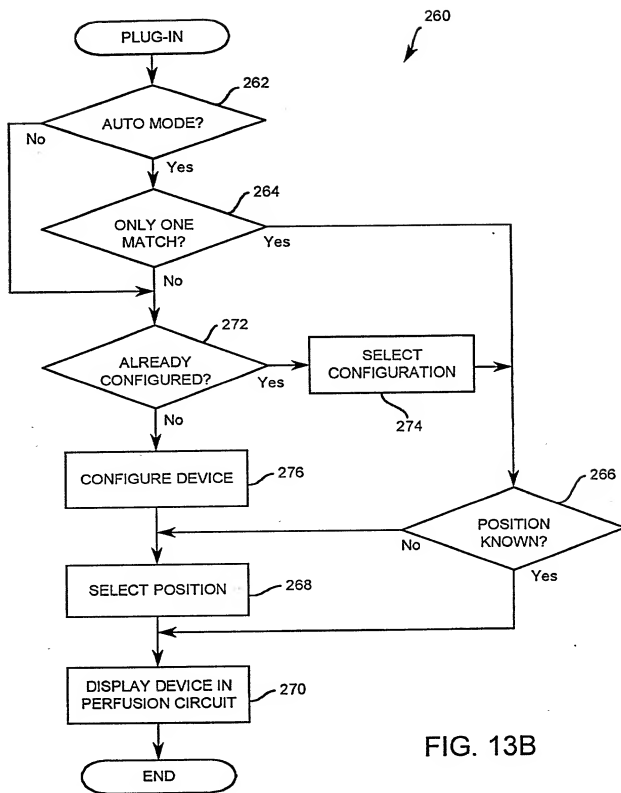 PLUG-IN
260
262
AUTO MODE?
No
Yes
264
ONLY ONE
MATCH?
Yes
No
272
ALREADY
CONFIGURED?
Yes
SELECT
CONFIGURATION
274
No
CONFIGURE DEVICE
276
266
POSITION
KNOWN?
No
Yes
SELECT POSITION
268
DISPLAY DEVICE IN
PERFUSION CIRCUIT
270
END
FIG. 13B